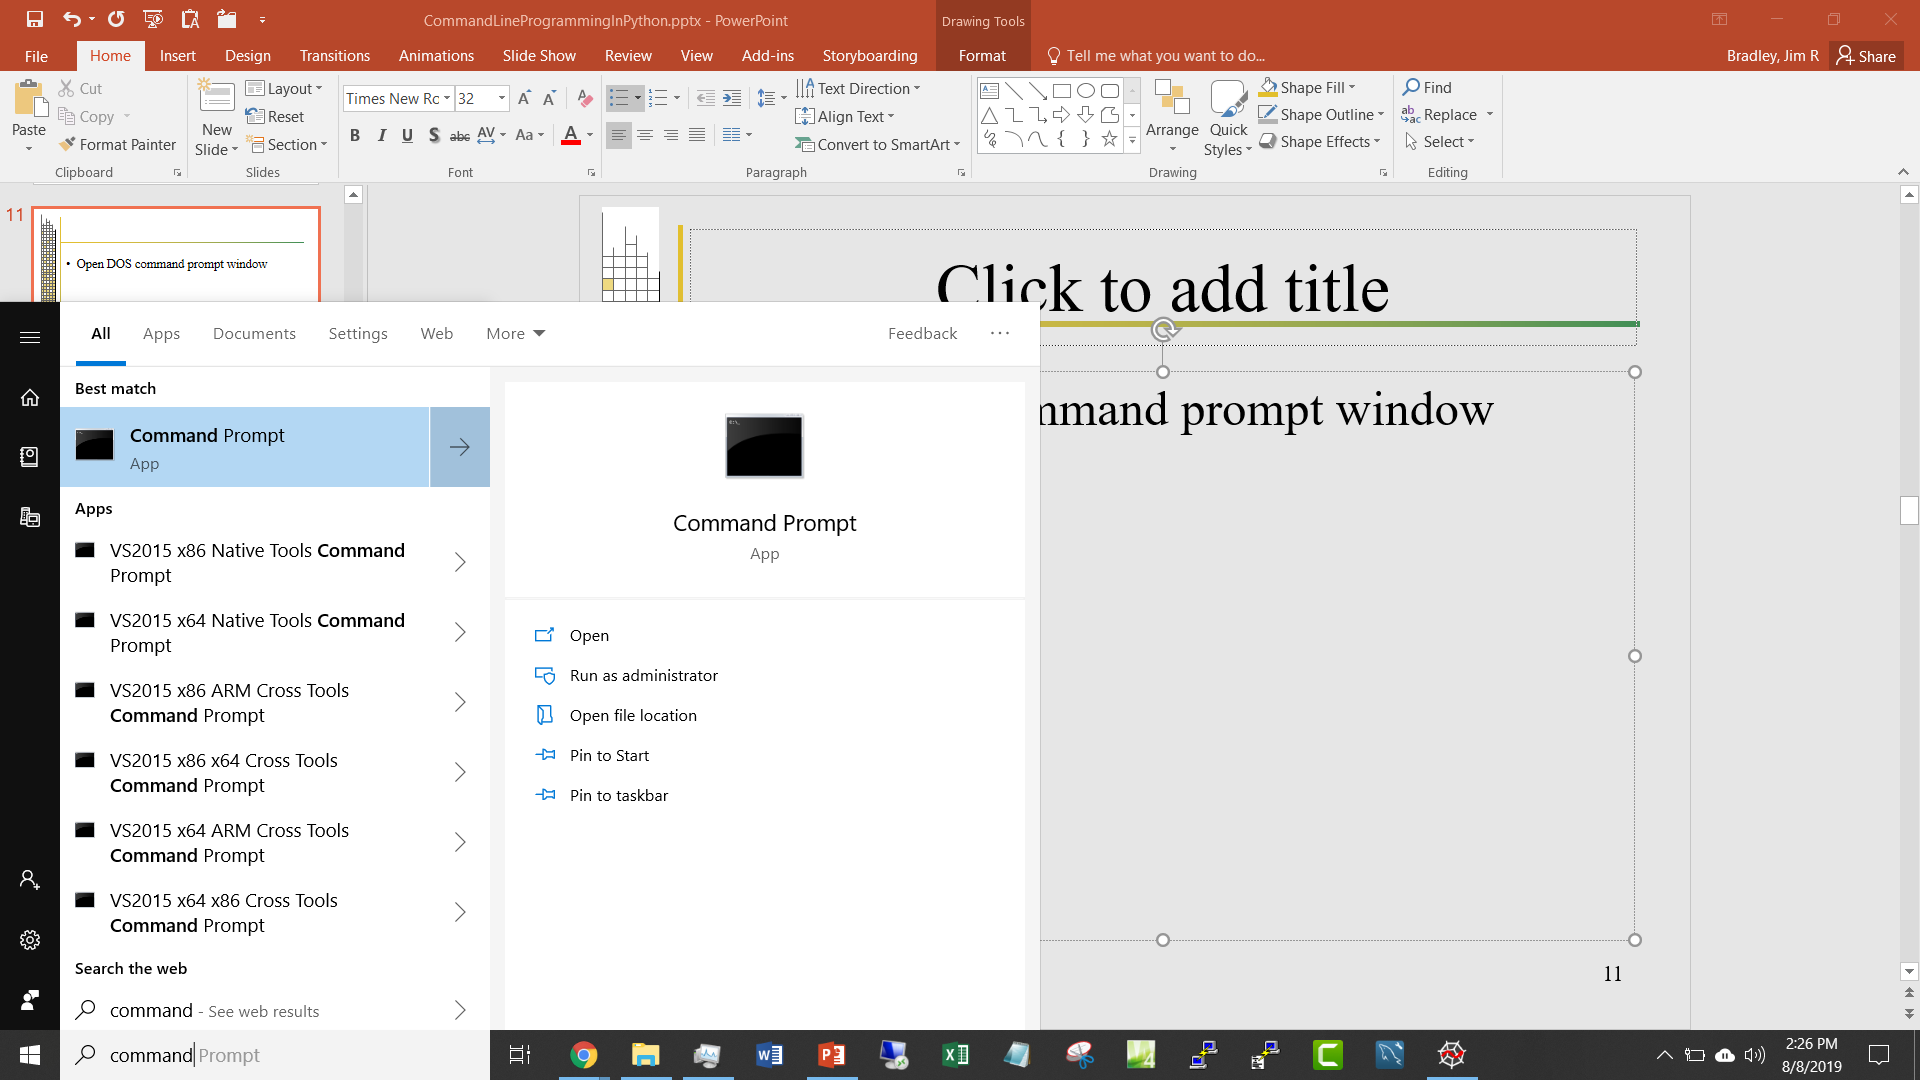 CommandLineProgrammingInPython.pptx - PowerPoint
Drawing Tools
File
Home
Insert
Design
Transitions
Animations
Slide Show
Review
View
Add-ins
Storyboarding
Format
Tell me what you want to do...
Bradley, Jim R
Share
Paste
Cut
Copy
Format Painter
Clipboard
New
Slide
Layout
Reset
Section
Slides
Times New Rc
32
B I U S abc AV Aa A
Font
Text Direction
Align Text
Convert to SmartArt
Paragraph
Arrange
Quick
Styles
Shape Fill
Shape Outline
Shape Effects
Drawing
Find
Replace
Select
Editing
11
• Open DOS command prompt window
Click to add title
mmand prompt window
11
All
Apps
Documents
Settings
Web
More
Feedback
...
Best match
Command Prompt
App
Apps
VS2015 x86 Native Tools Command
Prompt
VS2015 x64 Native Tools Command
Prompt
VS2015 x86 ARM Cross Tools
Command Prompt
VS2015 x86 x64 Cross Tools
Command Prompt
VS2015 x64 ARM Cross Tools
Command Prompt
VS2015 x64 x86 Cross Tools
Command Prompt
Search the web
command - See web results
command Prompt
Command Prompt
App
Open
Run as administrator
Open file location
Pin to Start
Pin to taskbar
2:26 PM
8/8/2019